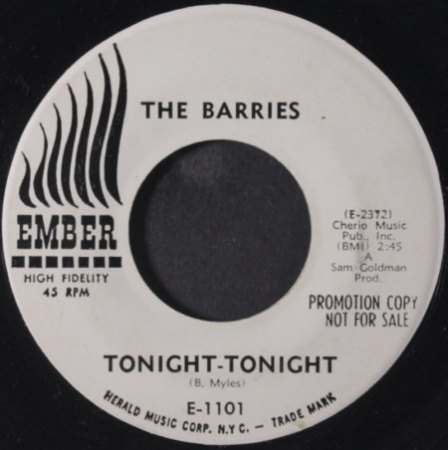 THE BARRIES
EMBER
HIGH FIDELITY
45 RPM
(E-2372)
Cherio Music
Pub., Inc.
(BMI) 2:45
A
Sam Goldman
Prod.
PROMOTION COPY
NOT FOR SALE
TONIGHT-TONIGHT
(B. Myles)
E-1101
HERALD MUSIC CORP. N.Y.C. - TRADE MARK